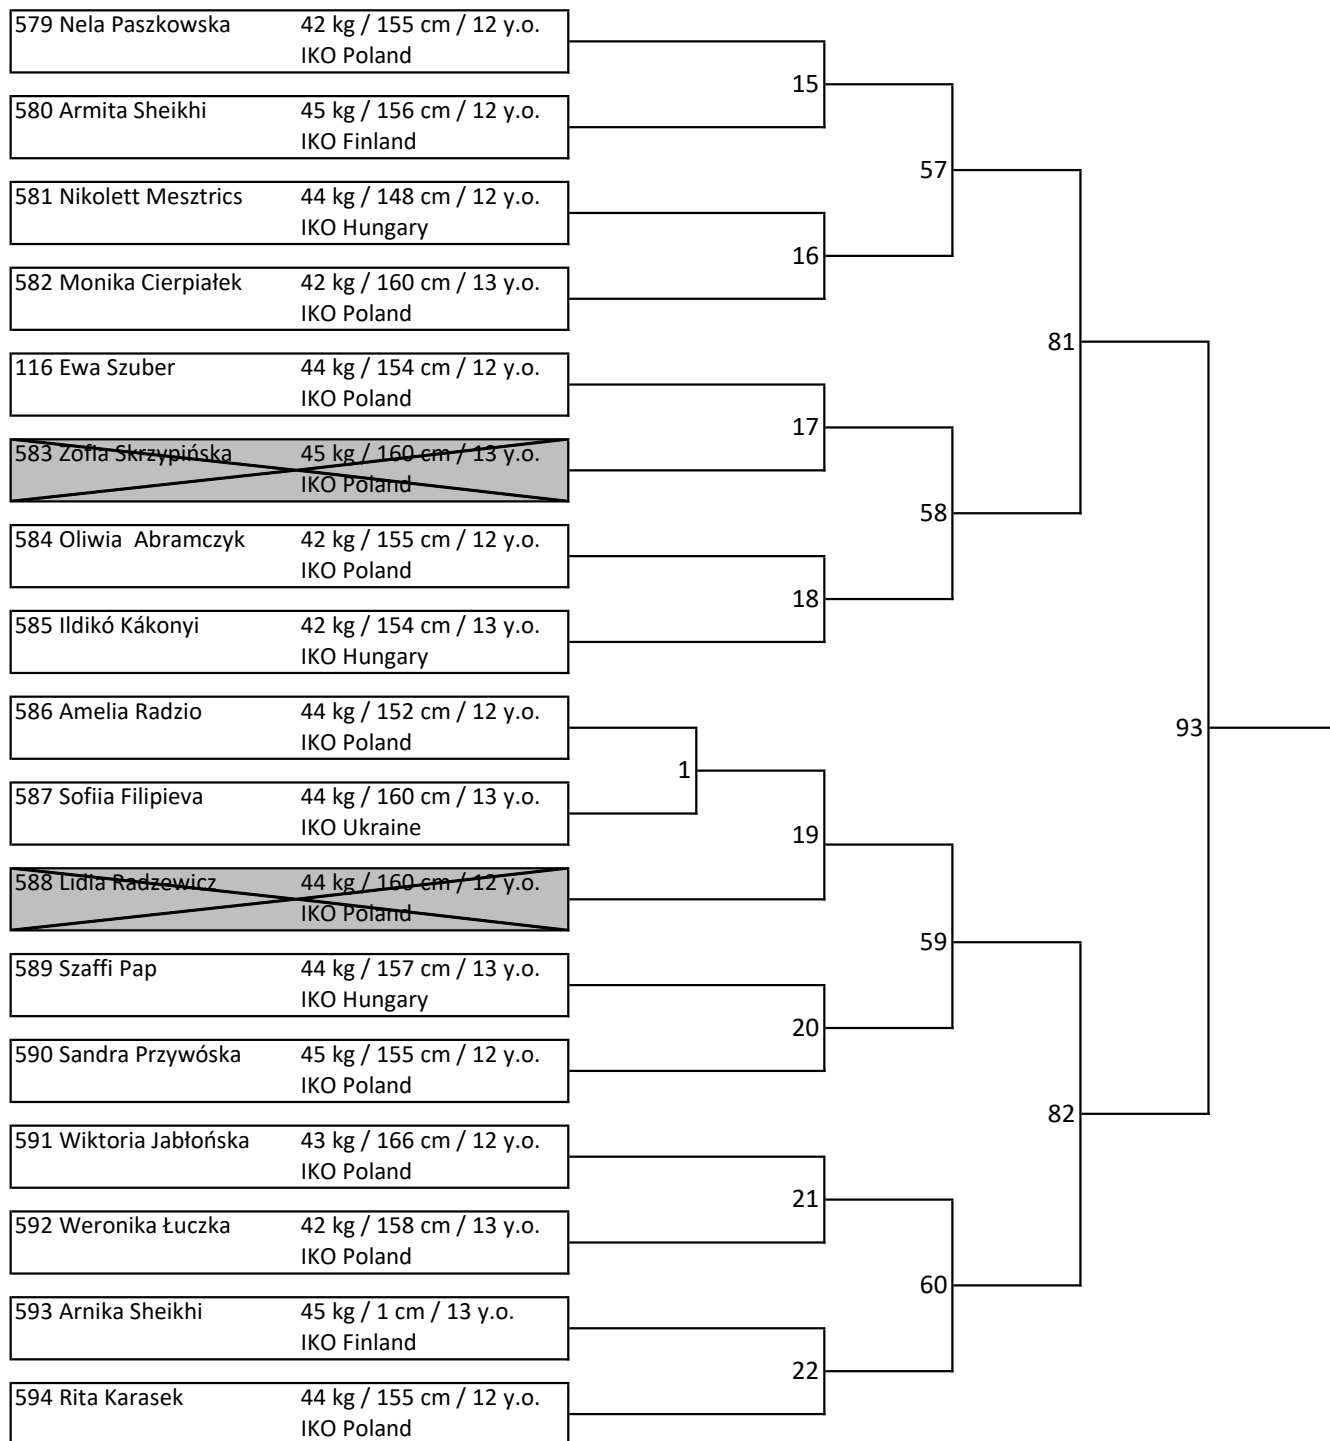 579 Nela Paszkowska 42 kg / 155 cm / 12 y.o.
IKO Poland
15
580 Armita Sheikhi 45 kg / 156 cm / 12 y.o.
IKO Finland
57
581 Nikolett Mesztrics 44 kg / 148 cm / 12 y.o.
IKO Hungary
16
582 Monika Cierpiałek 42 kg / 160 cm / 13 y.o.
IKO Poland
81
116 Ewa Szuber 44 kg / 154 cm / 12 y.o.
IKO Poland
17
583 Zofia Skrzypińska 45 kg / 160 cm / 13 y.o.
IKO Poland
58
584 Oliwia  Abramczyk 42 kg / 155 cm / 12 y.o.
IKO Poland
18
585 Ildikó Kákonyi 42 kg / 154 cm / 13 y.o.
IKO Hungary
586 Amelia Radzio 44 kg / 152 cm / 12 y.o.
IKO Poland
93
1
587 Sofiia Filipieva 44 kg / 160 cm / 13 y.o.
IKO Ukraine
19
588 Lidia Radzewicz 44 kg / 160 cm / 12 y.o.
IKO Poland
59
589 Szaffi Pap 44 kg / 157 cm / 13 y.o.
IKO Hungary
20
590 Sandra Przywóska 45 kg / 155 cm / 12 y.o.
IKO Poland
82
591 Wiktoria Jabłońska 43 kg / 166 cm / 12 y.o.
IKO Poland
21
592 Weronika Łuczka 42 kg / 158 cm / 13 y.o.
IKO Poland
60
593 Arnika Sheikhi 45 kg / 1 cm / 13 y.o.
IKO Finland
22
594 Rita Karasek 44 kg / 155 cm / 12 y.o.
IKO Poland